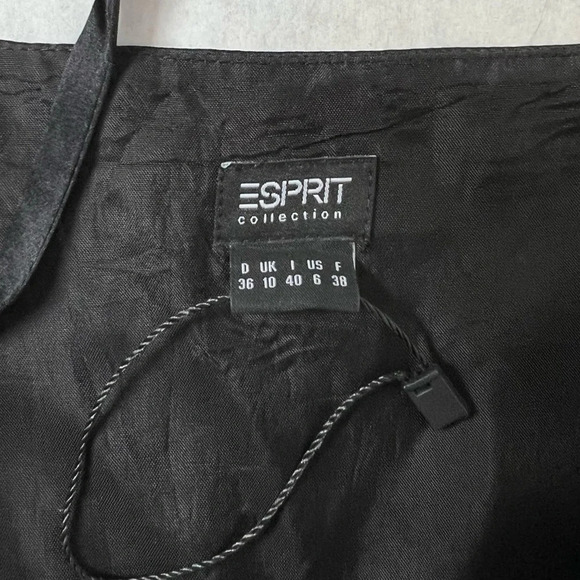 ESPRIT
collection
D UK I US F
36 10 40 6 38